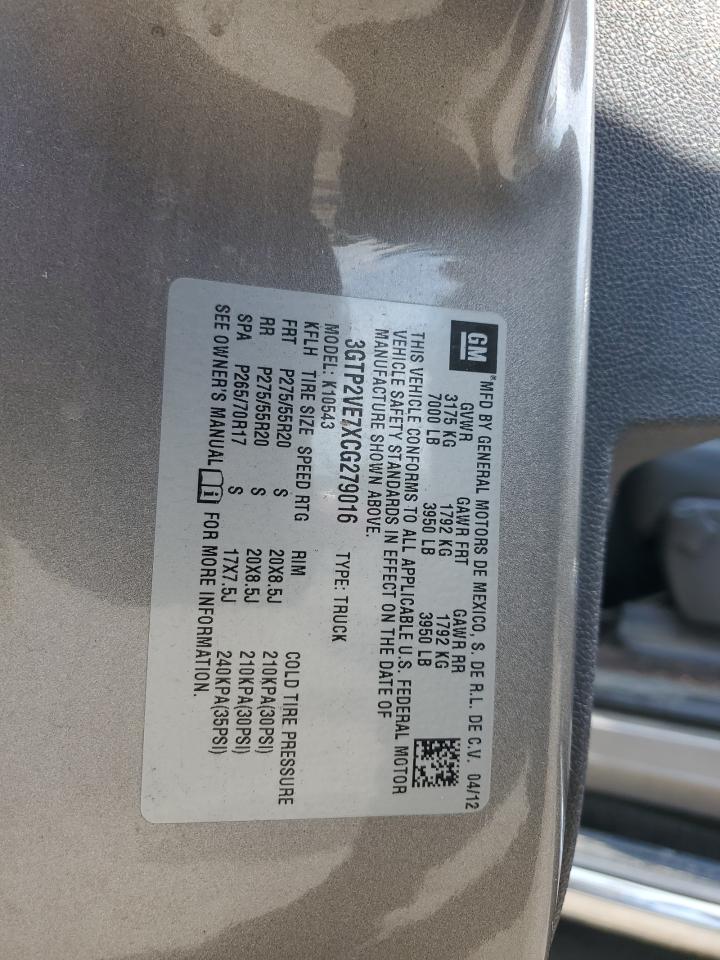 GM
MFD BY GENERAL MOTORS DE MEXICO, S. DE R.L. DE C.V. 04/12
GVWR GAWR FRT GAWR RR
3175 KG 1792 KG 1792 KG
7000 LB 3950 LB 3950 LB
THIS VEHICLE CONFORMS TO ALL APPLICABLE U.S. FEDERAL MOTOR
VEHICLE SAFETY STANDARDS IN EFFECT ON THE DATE OF
MANUFACTURE SHOWN ABOVE.
3GTP2VE7XCG279016 TYPE: TRUCK
MODEL: K10543
KFLH TIRE SIZE SPEED RTG RIM COLD TIRE PRESSURE
FRT P275/55R20 S 20X8.5J 210KPA(30PSI)
RR P275/55R20 S 20X8.5J 210KPA(30PSI)
SPA P265/70R17 S 17X7.5J 240KPA(35PSI)
SEE OWNER'S MANUAL FOR MORE INFORMATION.